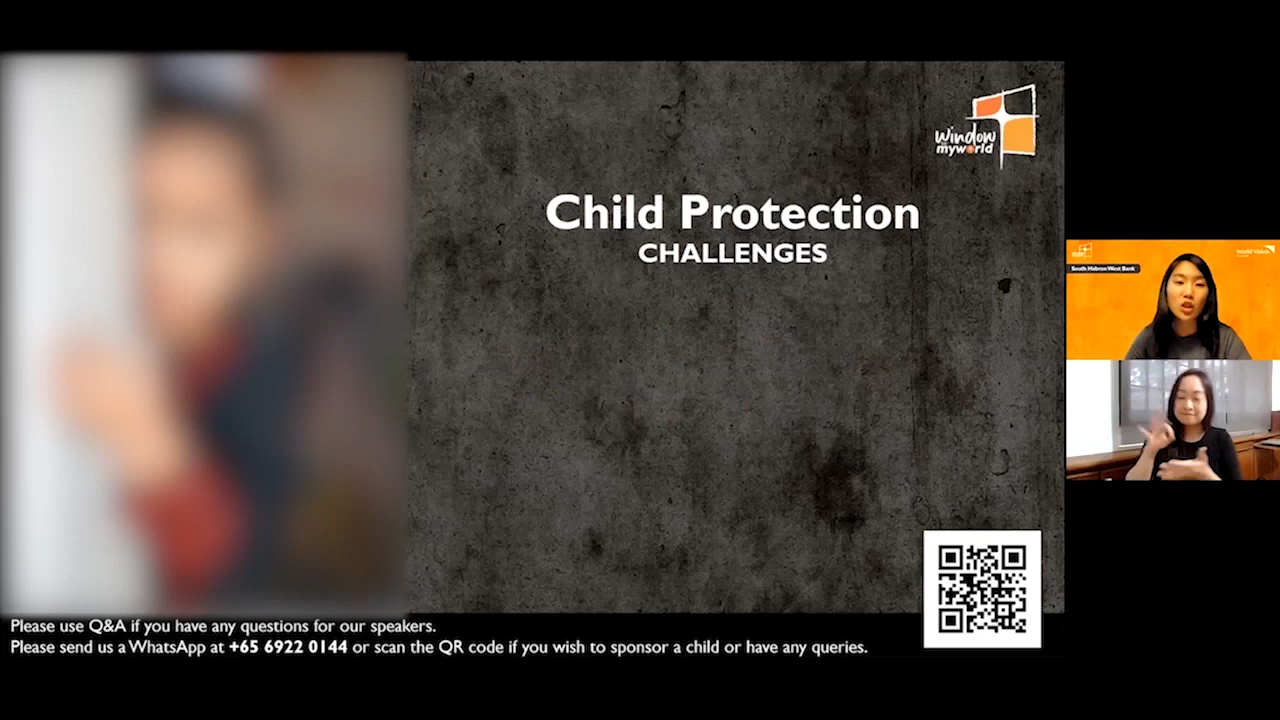 Window
myworld
Child Protection
CHALLENGES
South Hebron West Bank
World Vision
Please use Q&A if you have any questions for our speakers.
Please send us a WhatsApp at +65 6922 0144 or scan the QR code if you wish to sponsor a child or have any queries.